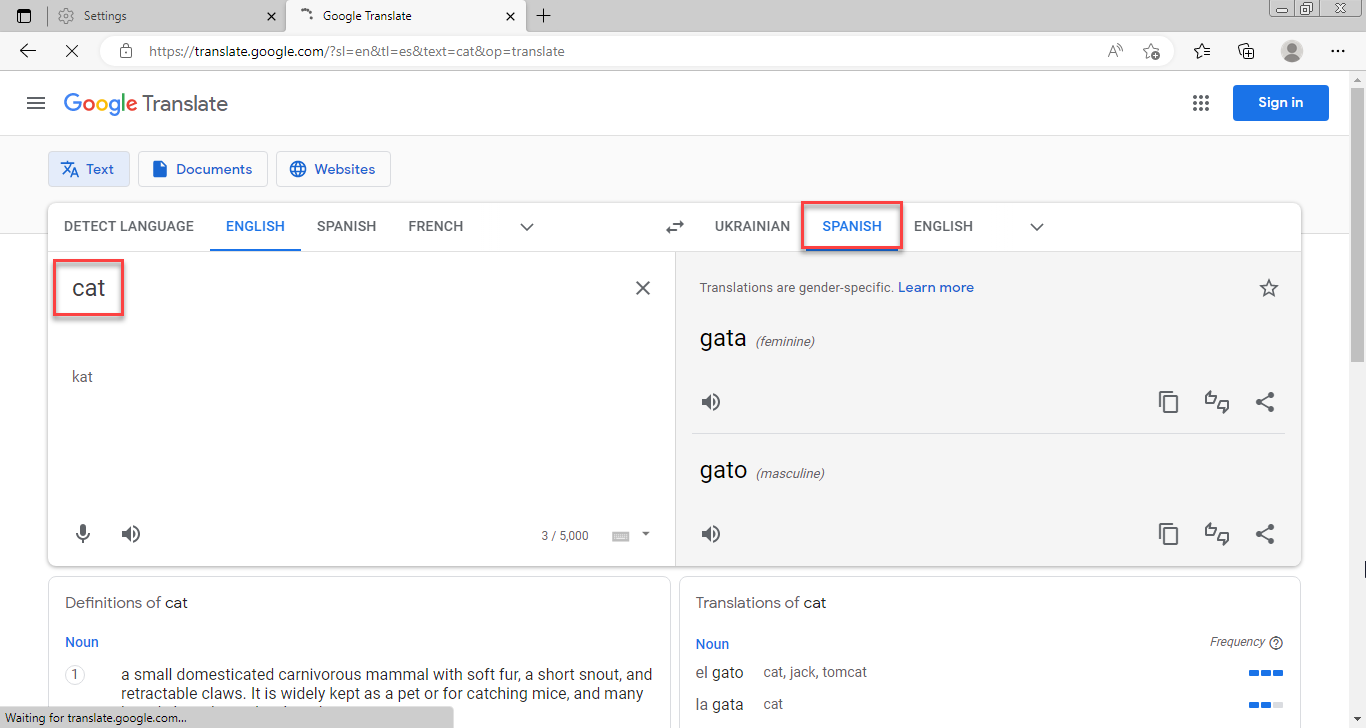 Settings
Google Translate
https://translate.google.com/?sl=en&tl=es&text=cat&op=translate
Google Translate
Sign in
Text Documents Websites
DETECT LANGUAGE ENGLISH SPANISH FRENCH UKRAINIAN SPANISH ENGLISH
cat
Translations are gender-specific. Learn more
gata (feminine)
kat
gato (masculine)
3 / 5,000
Definitions of cat
Noun
1 a small domesticated carnivorous mammal with soft fur, a short snout, and
retractable claws. It is widely kept as a pet or for catching mice, and many
Translations of cat
Noun Frequency
el gato cat, jack, tomcat
la gata cat
Waiting for translate.google.com...